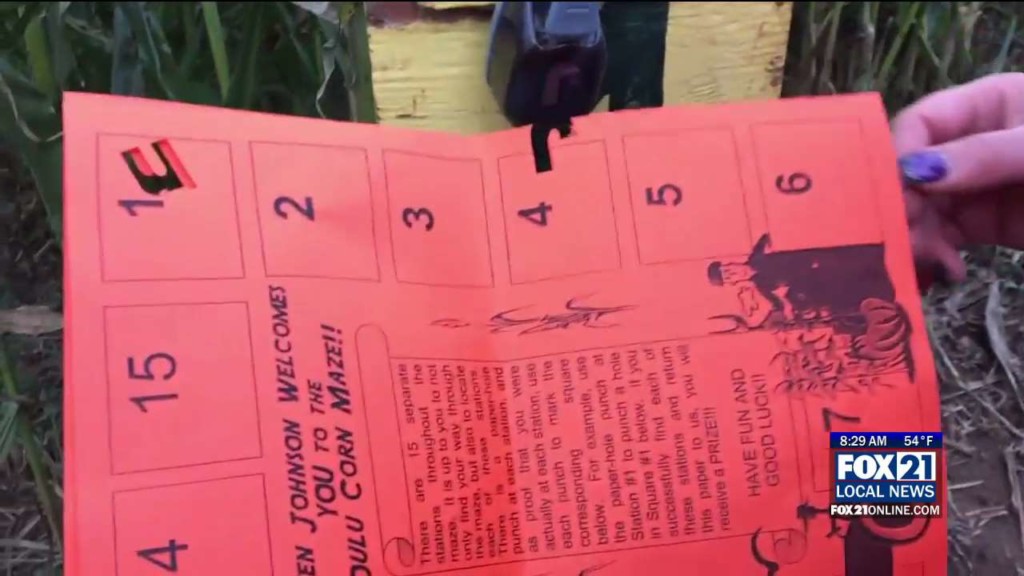 1
2
3
4
5
6
15
4
7
EN JOHNSON WELCOMES
YOU TO THE
OULU CORN MAZE!!
There are 15 separate
stations throughout the
maze, it is up to you to not
only find your way through
the maze, but also to locate
each of these stations.
There is a paper-hole
punch at each station, and
as proof that you were
actually at each station, use
each punch to mark the
corresponding square
below. For example, use
the paper-hole punch at
Station #1 to punch a hole
in Square #1 below. If you
successfully find each of
these stations and return
this paper to us, you will
receive a PRIZE!!!
HAVE FUN AND
GOOD LUCK!!
8:29 AM 54°F
FOX 21
LOCAL NEWS
FOX21ONLINE.COM